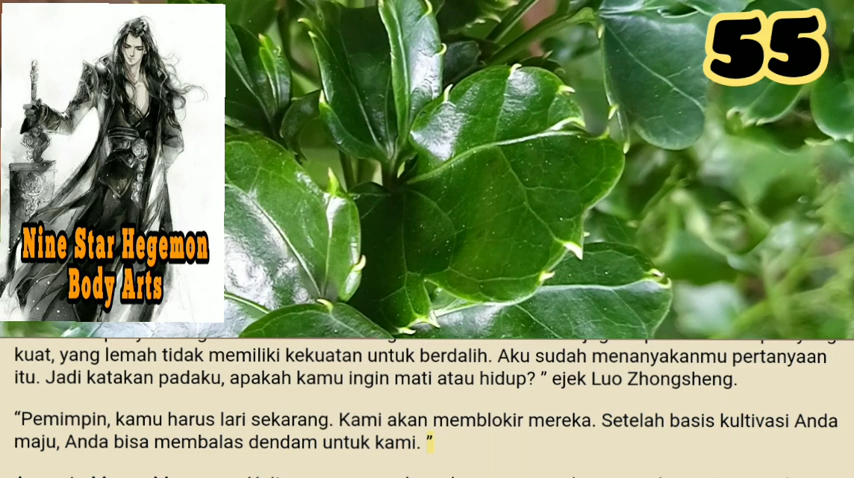 55
Nine Star Hegemon
Body Arts
kuat, yang lemah tidak memiliki kekuatan untuk berdalih. Aku sudah menanyakanmu pertanyaan
itu. Jadi katakan padaku, apakah kamu ingin mati atau hidup? ” ejek Luo Zhongsheng.
“Pemimpin, kamu harus lari sekarang. Kami akan memblokir mereka. Setelah basis kultivasi Anda
maju, Anda bisa membalas dendam untuk kami. ”